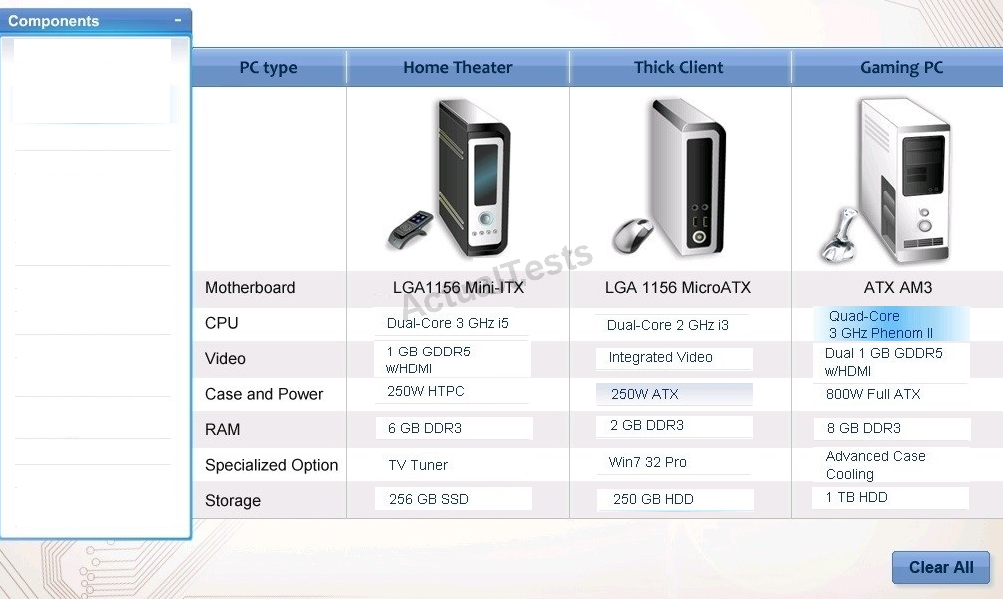 Components
PC type Home Theater Thick Client Gaming PC
Motherboard LGA1156 Mini-ITX LGA 1156 MicroATX ATX AM3
CPU Dual-Core 3 GHz i5 Dual-Core 2 GHz i3 Quad-Core
3 GHz Phenom II
Video 1 GB GDDR5 Integrated Video Dual 1 GB GDDR5
w/HDMI w/HDMI
Case and Power 250W HTPC 250W ATX 800W Full ATX
RAM 6 GB DDR3 2 GB DDR3 8 GB DDR3
Specialized Option TV Tuner Win7 32 Pro Advanced Case
Cooling
Storage 256 GB SSD 250 GB HDD 1 TB HDD
ActualTests
Clear All